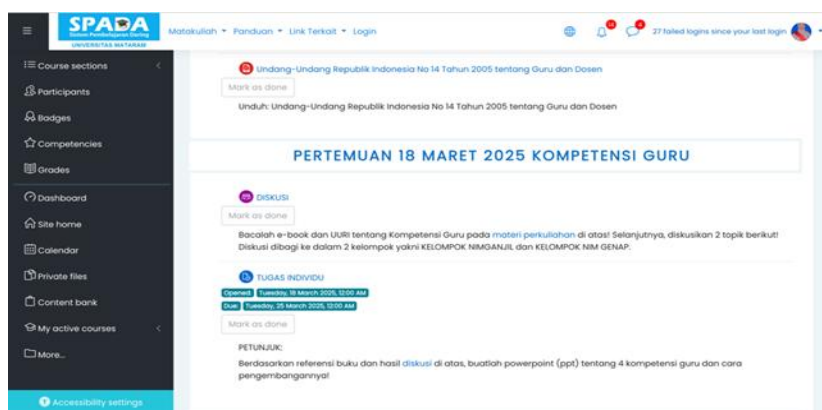 SPADA
Sistem Pembelajaran Daring
UNIVERSITAS MATARAM
Matakuliah Panduan Link Terkait Login
27 failed logins since your last login
Course sections
Participants
Badges
Competencies
Grades
Dashboard
Site home
Calendar
Private files
Content bank
My active courses
More...
Accessibility settings
Undang-Undang Republik Indonesia No 14 Tahun 2005 tentang Guru dan Dosen
Mark as done
Unduh: Undang-Undang Republik Indonesia No 14 Tahun 2005 tentang Guru dan Dosen
PERTEMUAN 18 MARET 2025 KOMPETENSI GURU
DISKUSI
Mark as done
Bacalah e-book dan UURI tentang Kompetensi Guru pada materi perkuliahan di atas! Selanjutnya, diskusikan 2 topik berikut!
Diskusi dibagi ke dalam 2 kelompok yakni KELOMPOK NIMGANJIL dan KELOMPOK NIM GENAP.
TUGAS INDIVIDU
Opened: Tuesday, 18 March 2025, 12:00 AM
Due: Tuesday, 25 March 2025, 12:00 AM
Mark as done
PETUNJUK:
Berdasarkan referensi buku dan hasil diskusi di atas, buatlah powerpoint (ppt) tentang 4 kompetensi guru dan cara
pengembangannya!